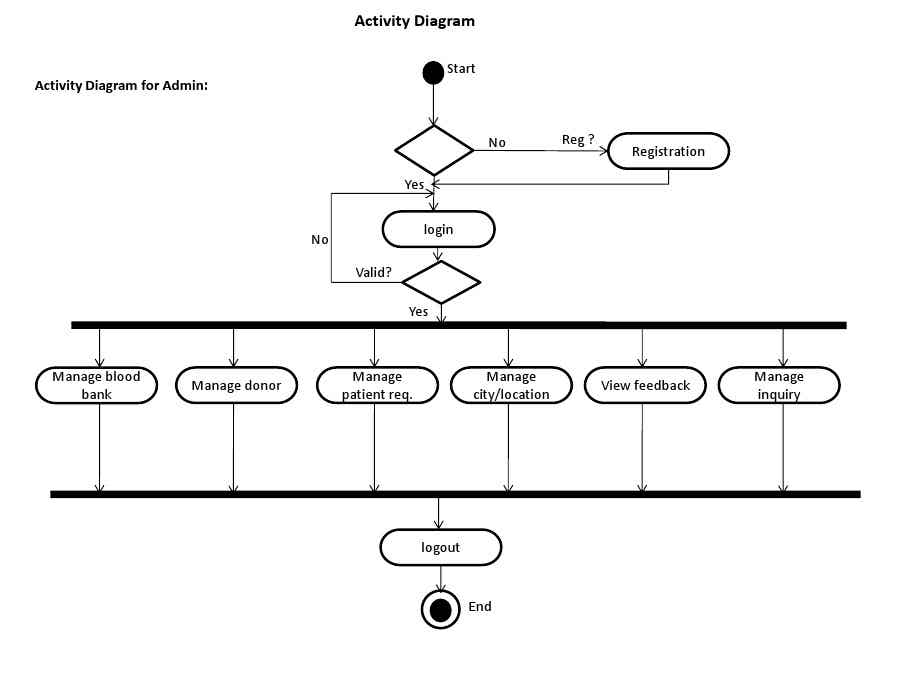 Activity Diagram
Start
Activity Diagram for Admin:
No
Reg ?
Registration
Yes
login
No
Valid?
Yes
Manage blood
bank
Manage donor
Manage
patient req.
Manage
city/location
View feedback
Manage
inquiry
logout
End